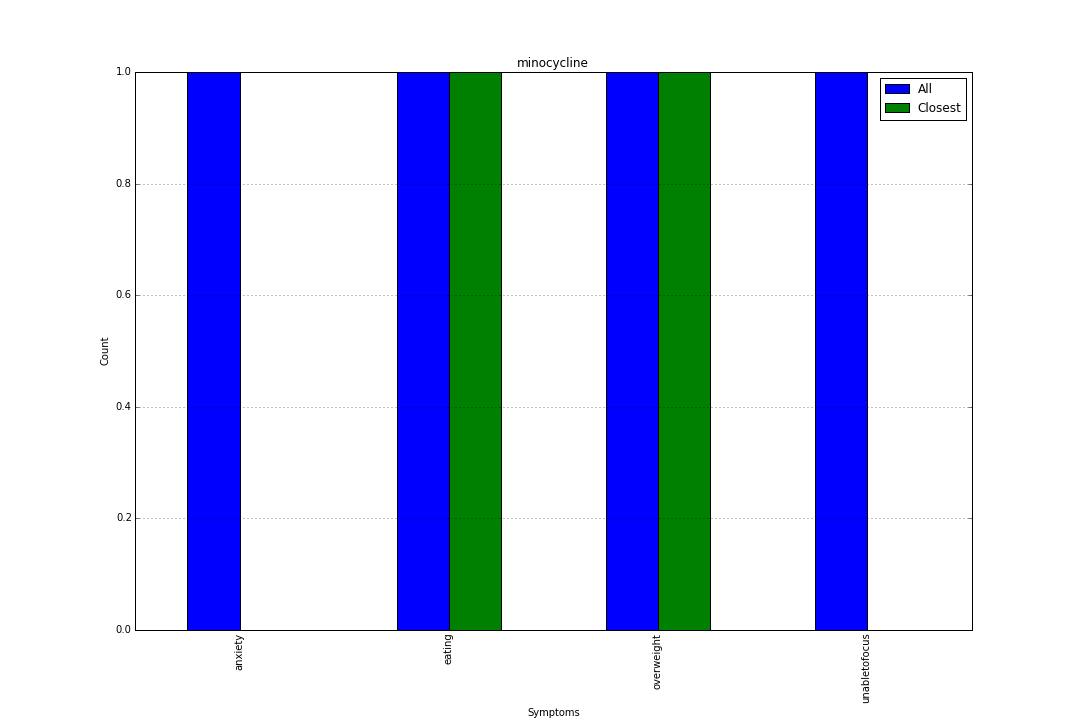 minocycline
1.0
0.8
0.6
0.4
0.2
0.0
Count
All
Closest
anxiety
eating
overweight
unabletofocus
Symptoms